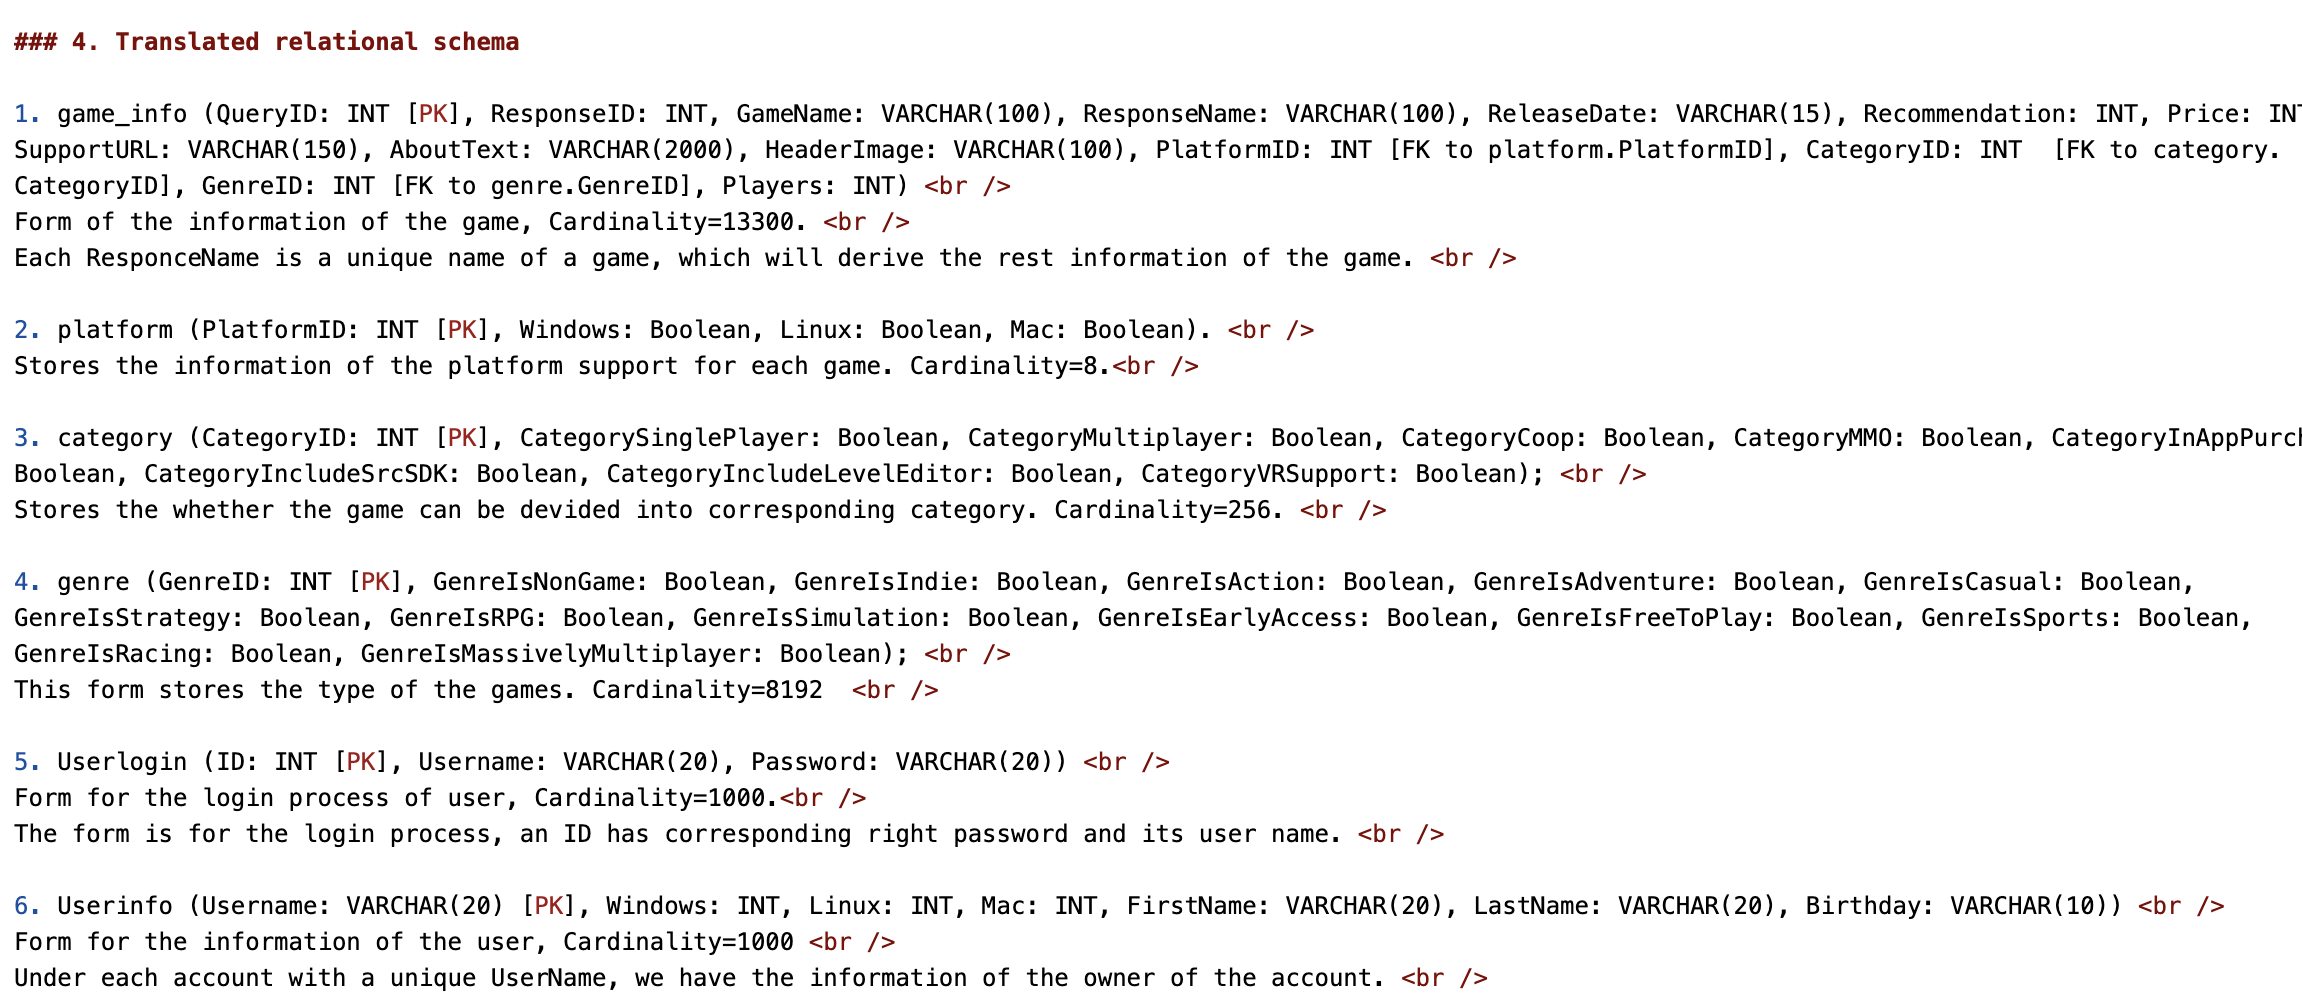 ### 4. Translated relational schema
1. game_info (QueryID: INT [PK], ResponseID: INT, GameName: VARCHAR(100), ResponseName: VARCHAR(100), ReleaseDate: VARCHAR(15), Recommendation: INT, Price: INT
SupportURL: VARCHAR(150), AboutText: VARCHAR(2000), HeaderImage: VARCHAR(100), PlatformID: INT [FK to platform.PlatformID], CategoryID: INT  [FK to category.
CategoryID], GenreID: INT [FK to genre.GenreID], Players: INT) <br />
Form of the information of the game, Cardinality=13300. <br />
Each ResponceName is a unique name of a game, which will derive the rest information of the game. <br />
2. platform (PlatformID: INT [PK], Windows: Boolean, Linux: Boolean, Mac: Boolean). <br />
Stores the information of the platform support for each game. Cardinality=8.<br />
3. category (CategoryID: INT [PK], CategorySinglePlayer: Boolean, CategoryMultiplayer: Boolean, CategoryCoop: Boolean, CategoryMMO: Boolean, CategoryInAppPurch
Boolean, CategoryIncludeSrcSDK: Boolean, CategoryIncludeLevelEditor: Boolean, CategoryVRSupport: Boolean); <br />
Stores the whether the game can be devided into corresponding category. Cardinality=256. <br />
4. genre (GenreID: INT [PK], GenreIsNonGame: Boolean, GenreIsIndie: Boolean, GenreIsAction: Boolean, GenreIsAdventure: Boolean, GenreIsCasual: Boolean,
GenreIsStrategy: Boolean, GenreIsRPG: Boolean, GenreIsSimulation: Boolean, GenreIsEarlyAccess: Boolean, GenreIsFreeToPlay: Boolean, GenreIsSports: Boolean,
GenreIsRacing: Boolean, GenreIsMassivelyMultiplayer: Boolean); <br />
This form stores the type of the games. Cardinality=8192  <br />
5. Userlogin (ID: INT [PK], Username: VARCHAR(20), Password: VARCHAR(20)) <br />
Form for the login process of user, Cardinality=1000.<br />
The form is for the login process, an ID has corresponding right password and its user name. <br />
6. Userinfo (Username: VARCHAR(20) [PK], Windows: INT, Linux: INT, Mac: INT, FirstName: VARCHAR(20), LastName: VARCHAR(20), Birthday: VARCHAR(10)) <br />
Form for the information of the user, Cardinality=1000 <br />
Under each account with a unique UserName, we have the information of the owner of the account. <br />